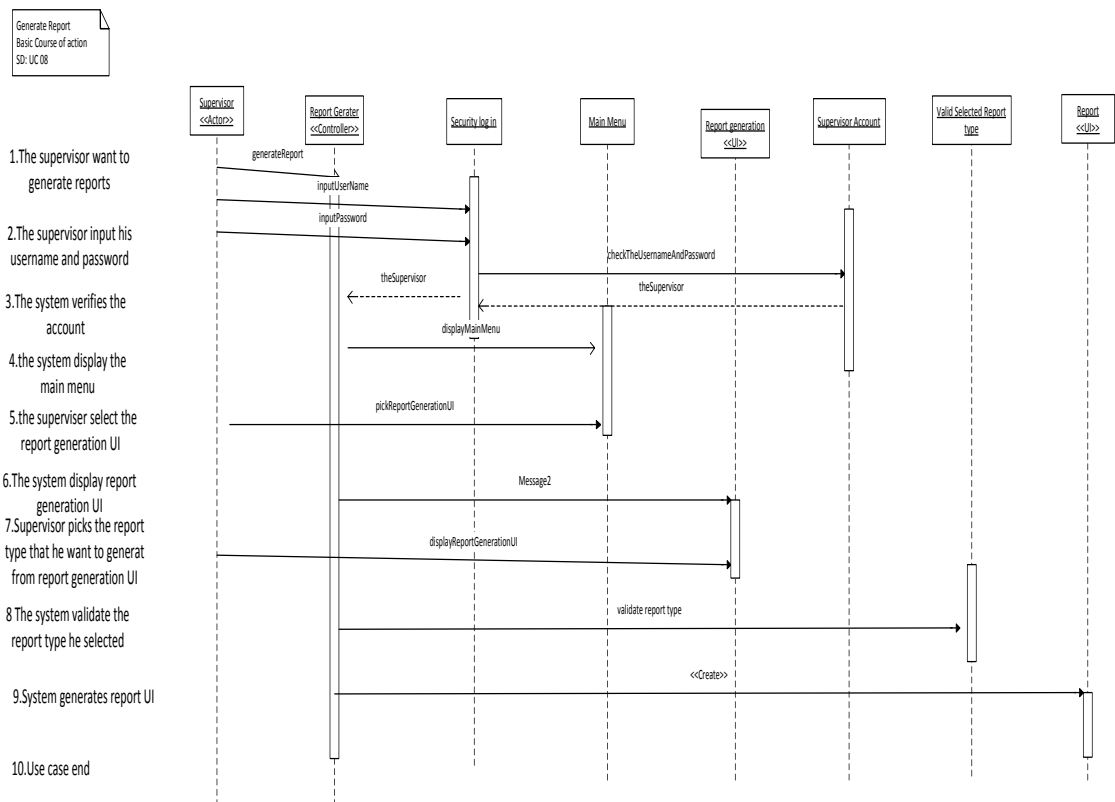 Generate Report
Basic Course of action
SD: UC 08
Supervisor
<<Actor>>
Report Gerater
<<Controller>>
Security log in
Main Menu
Report generation
<<UI>>
Supervisor Account
Valid Selected Report
type
Report
<<UI>>
1.The supervisor want to
generate reports
generateReport
inputUserName
2.The supervisor input his
username and password
inputPassword
checkTheUsernameAndPassword
3.The system verifies the
account
theSupervisor
theSupervisor
displayMainMenu
4.the system display the
main menu
5.the superviser select the
report generation UI
pickReportGenerationUI
6.The system display report
generation UI
Message2
7.Supervisor picks the report
type that he want to generat
from report generation UI
displayReportGenerationUI
8 The system validate the
report type he selected
validate report type
9.System generates report UI
<<Create>>
10.Use case end